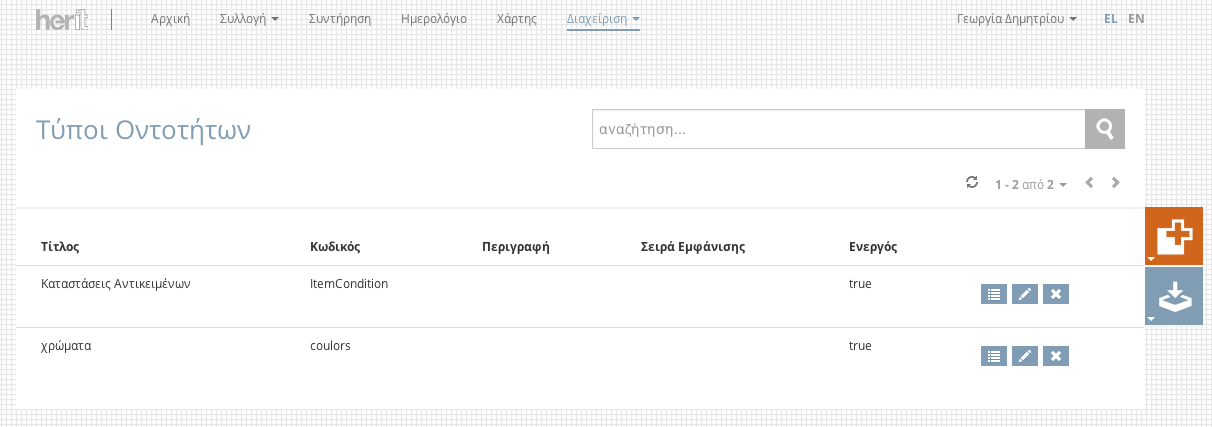 herit Αρχική Συλλογή Συντήρηση Ημερολόγιο Χάρτης Διαχείριση Γεωργία Δημητρίου EL EN
Τύποι Οντοτήτων
αναζήτηση...
1 - 2 από 2
Τίτλος Κωδικός Περιγραφή Σειρά Εμφάνισης Ενεργός
Καταστάσεις Αντικειμένων ItemCondition true
χρώματα coulors true